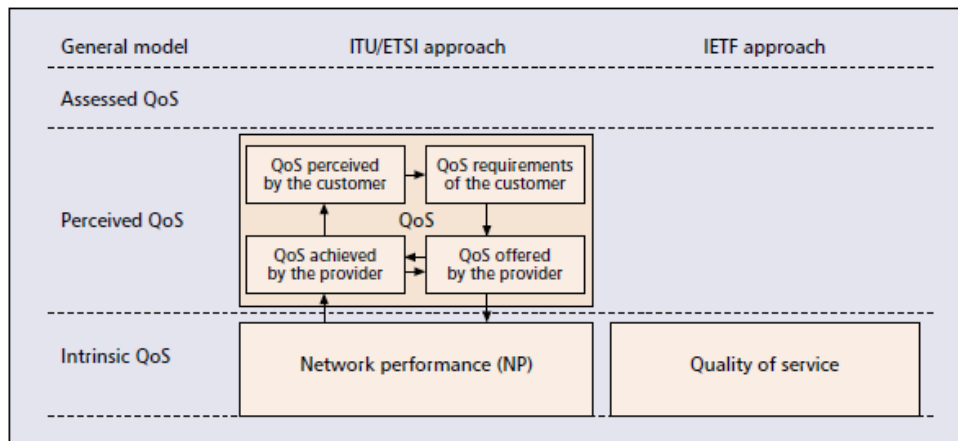 General model
ITU/ETSI approach
IETF approach
Assessed QoS
Perceived QoS
QoS perceived
by the customer
QoS requirements
of the customer
QoS
QoS achieved
by the provider
QoS offered
by the provider
Intrinsic QoS
Network performance (NP)
Quality of service